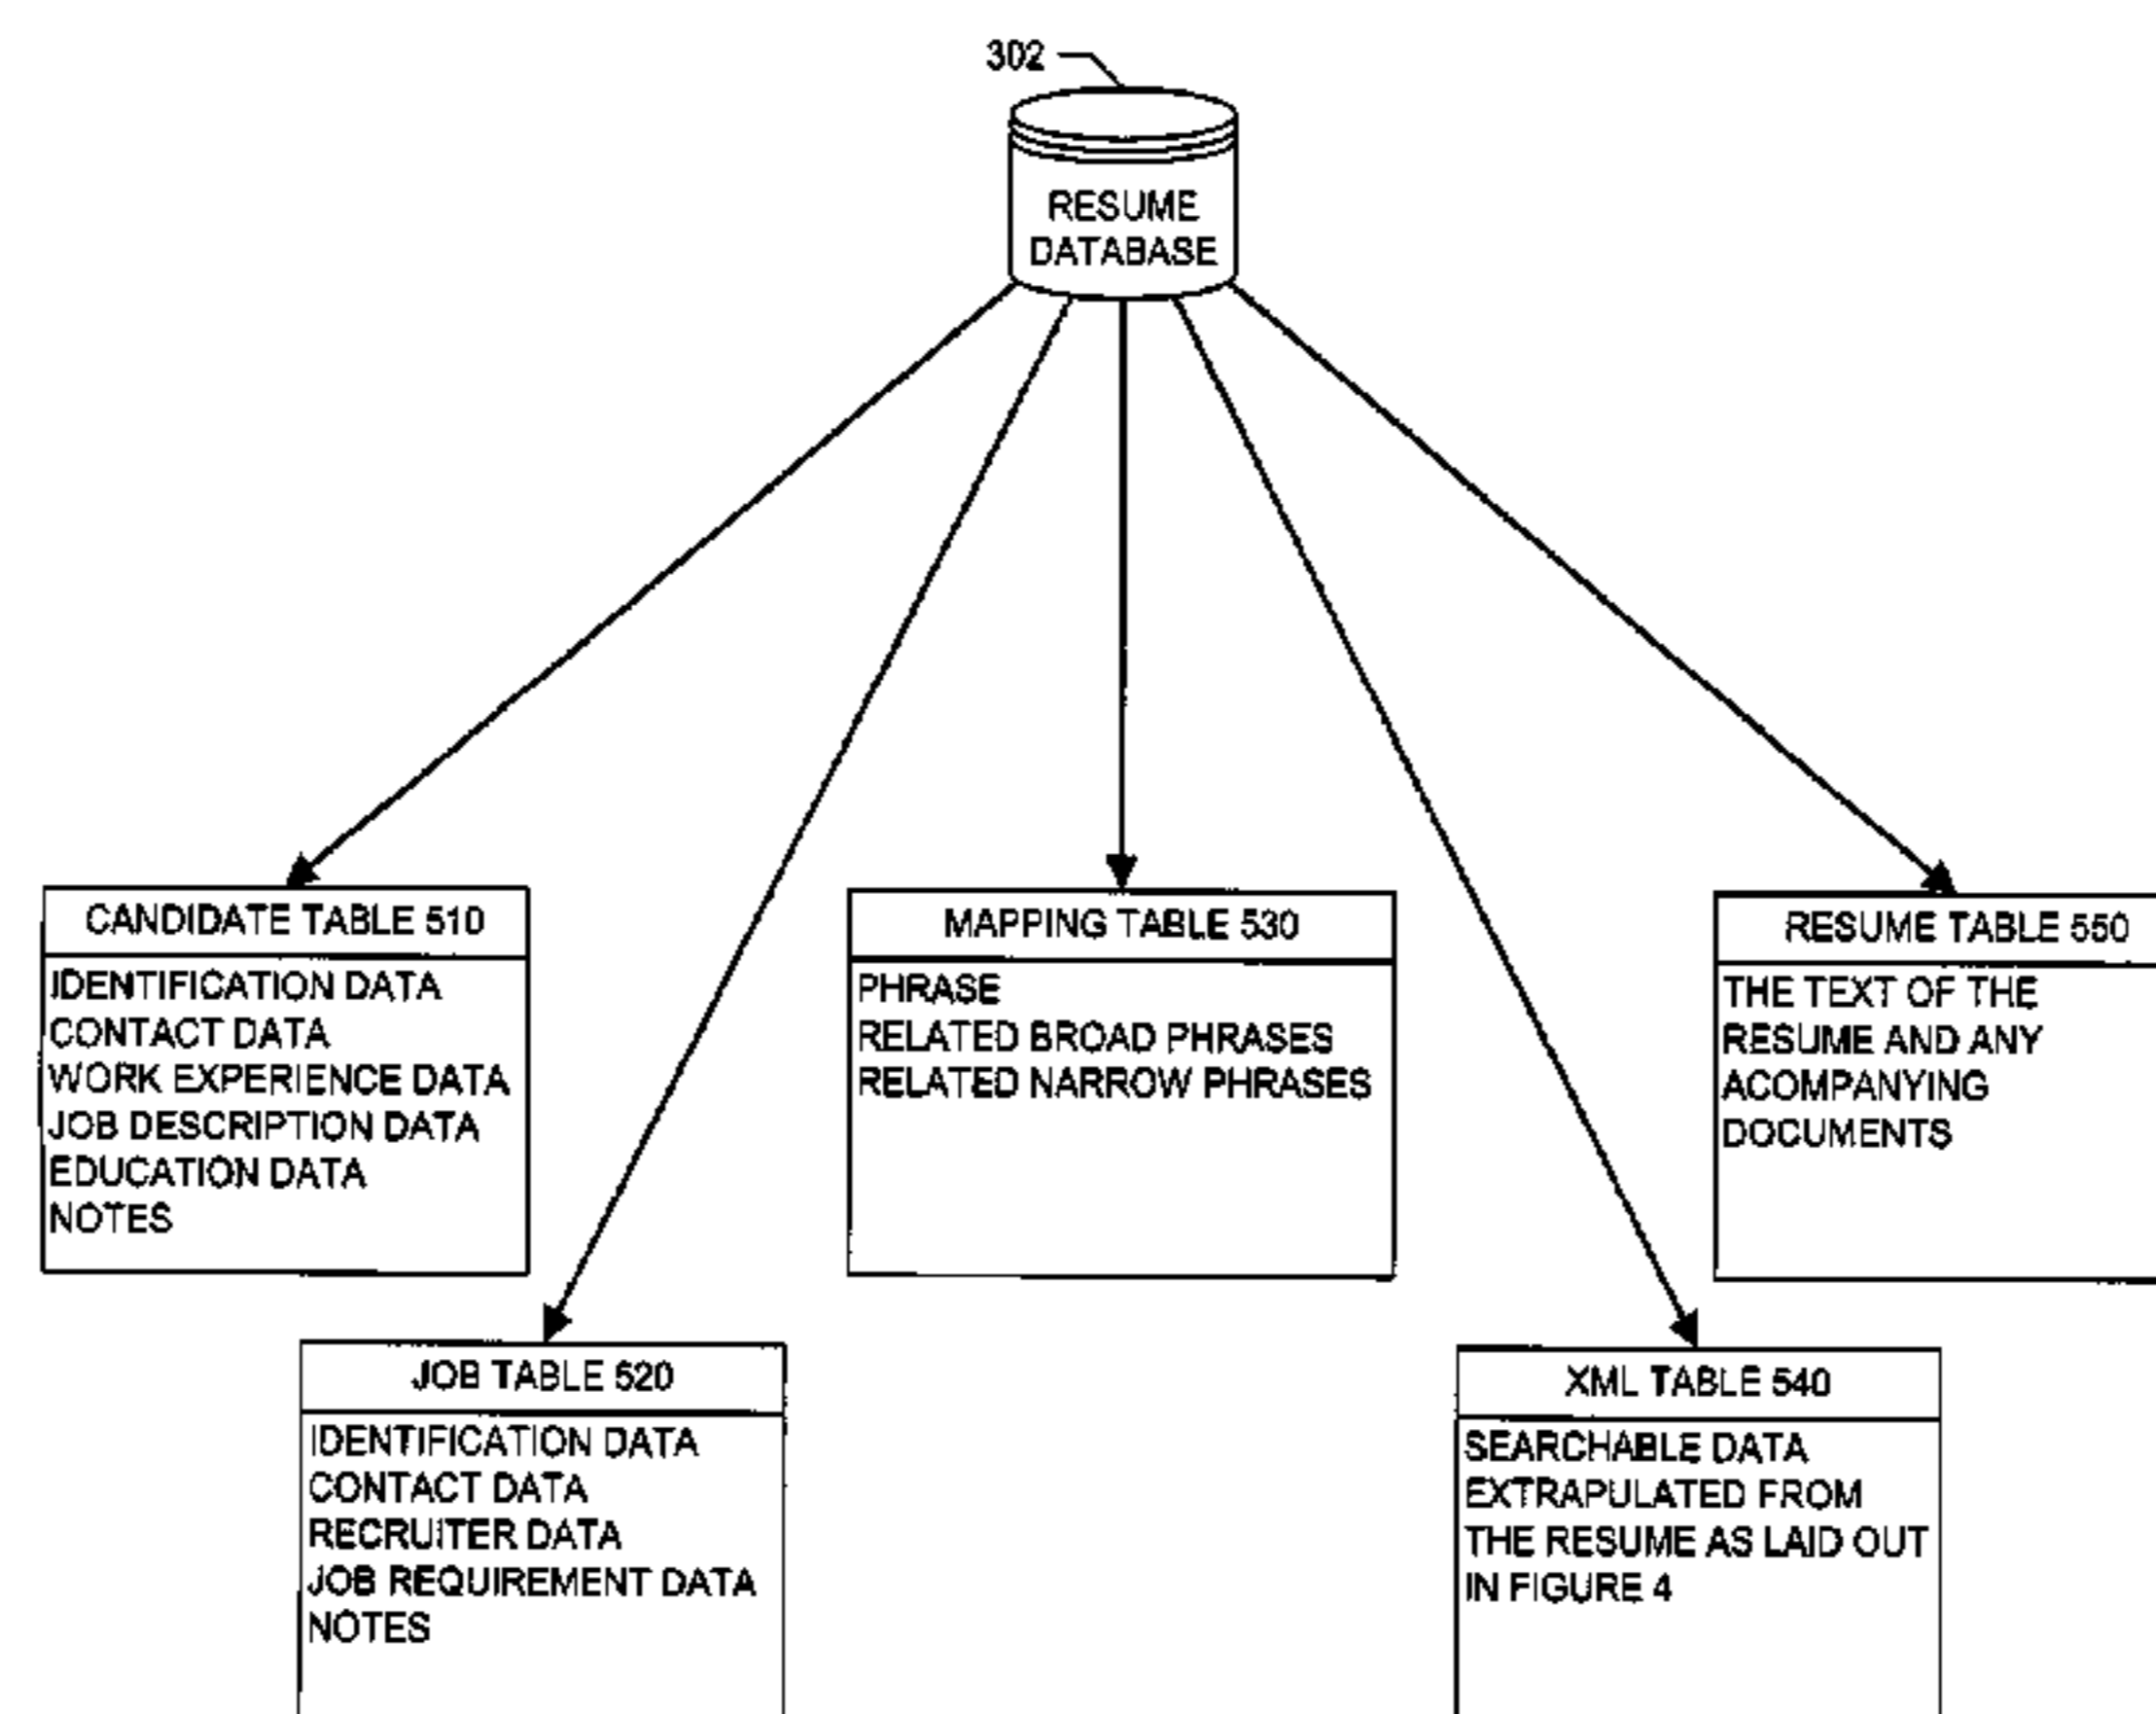 302
RESUME
DATABASE
CANDIDATE TABLE 510
IDENTIFICATION DATA
CONTACT DATA
WORK EXPERIENCE DATA
JOB DESCRIPTION DATA
EDUCATION DATA
NOTES
MAPPING TABLE 530
PHRASE
RELATED BROAD PHRASES
RELATED NARROW PHRASES
RESUME TABLE 550
THE TEXT OF THE
RESUME AND ANY
ACOMPANYING
DOCUMENTS
JOB TABLE 520
IDENTIFICATION DATA
CONTACT DATA
RECRUITER DATA
JOB REQUIREMENT DATA
NOTES
XML TABLE 540
SEARCHABLE DATA
EXTRAPULATED FROM
THE RESUME AS LAID OUT
IN FIGURE 4